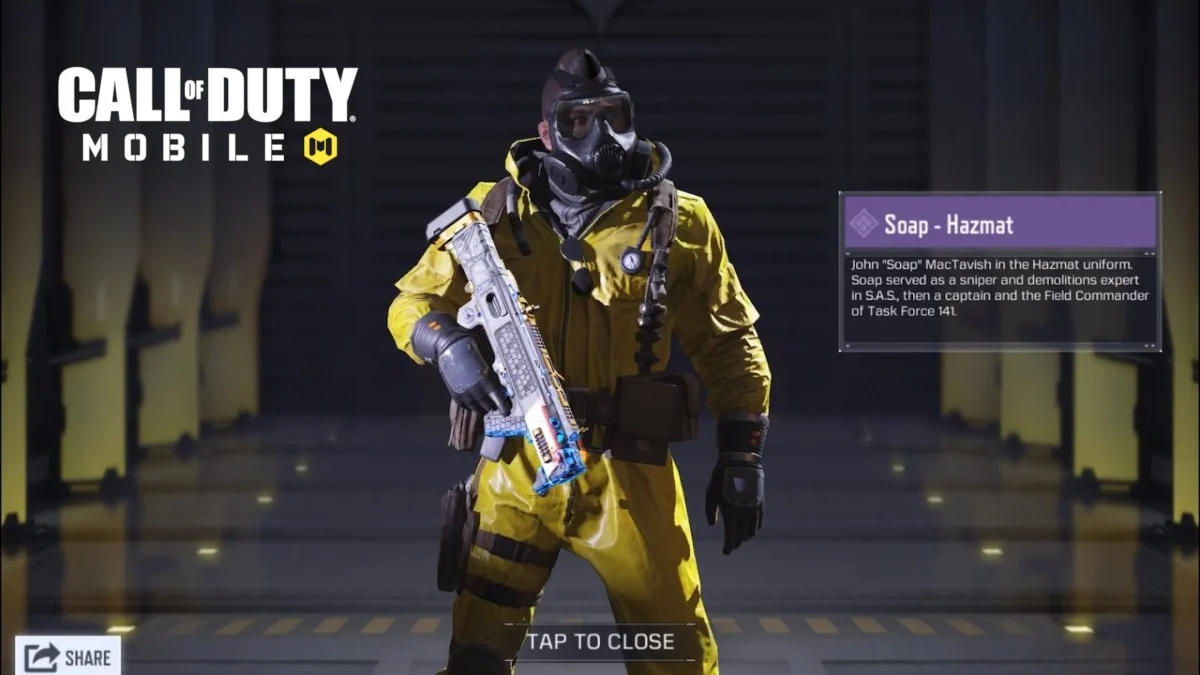 CALL OF DUTY
MOBILE
Soap - Hazmat
John "Soap" MacTavish in the Hazmat uniform.
Soap served as a sniper and demolitions expert
in S.A.S., then a captain and the Field Commander
of Task Force 141.
TAP TO CLOSE
SHARE